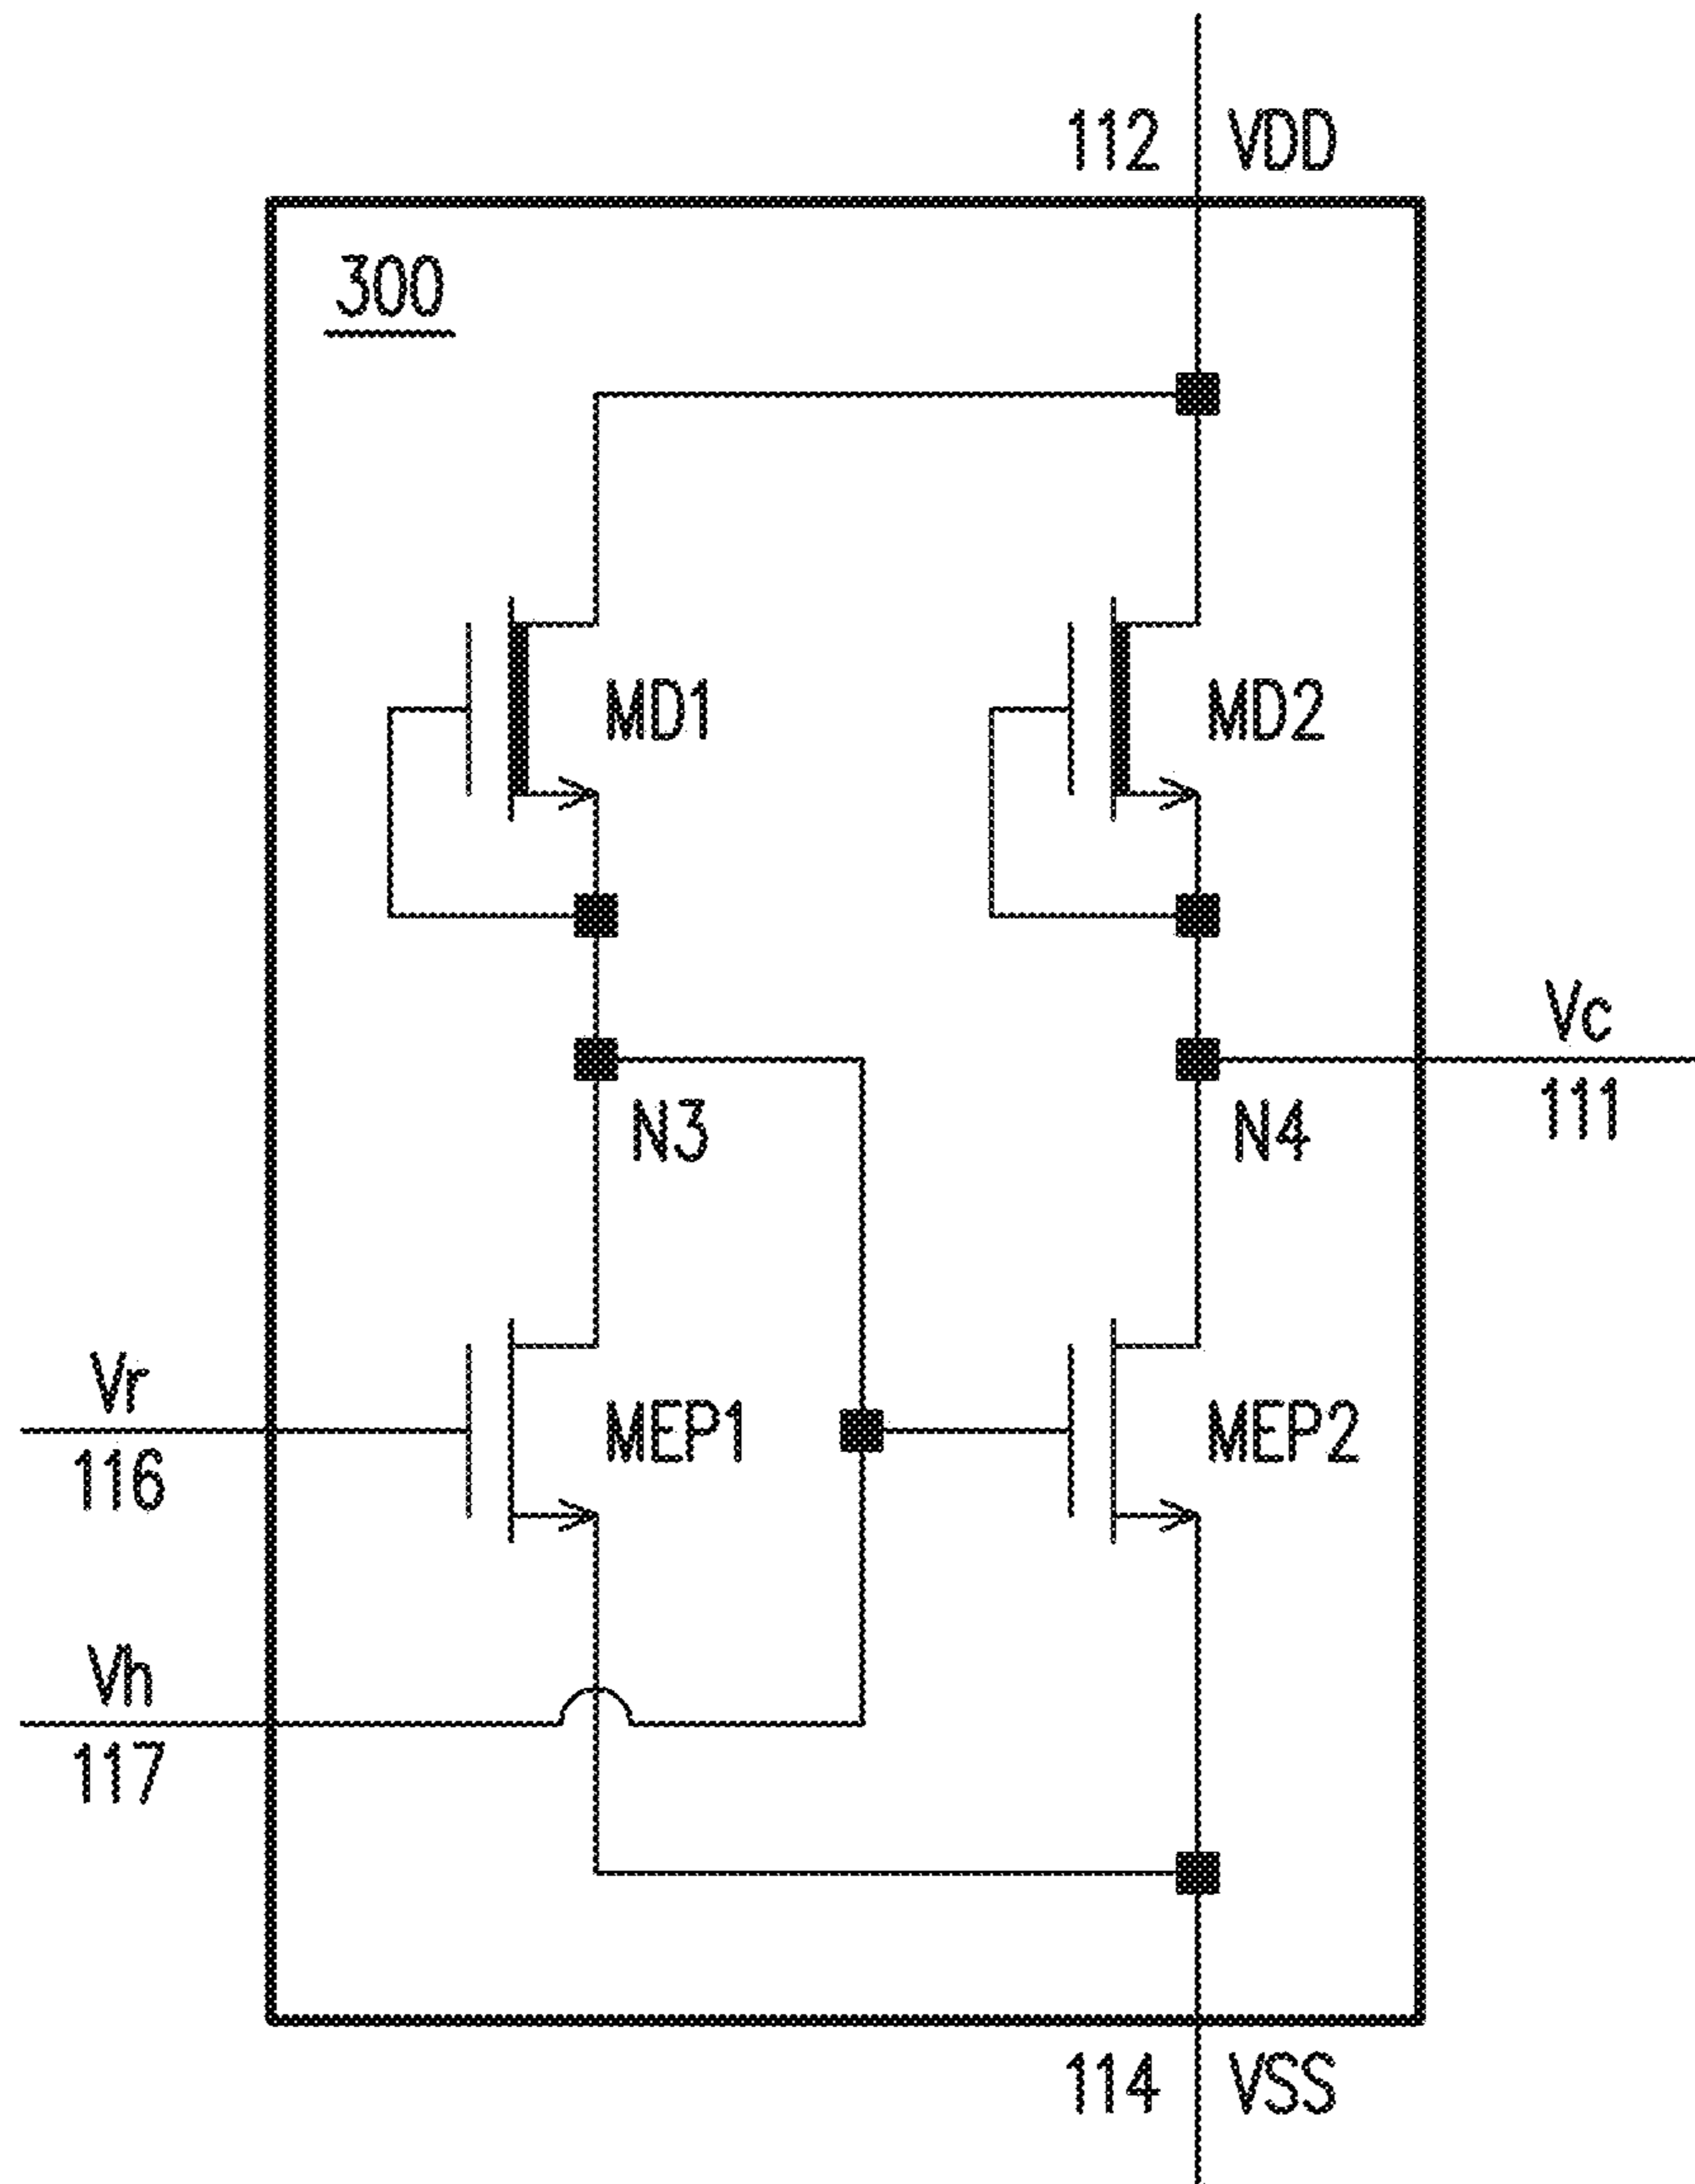 112 VDD
300
MD1 MD2
Vc
111
N3 N4
Vr
116
MEP1 MEP2
Vh
117
114 VSS